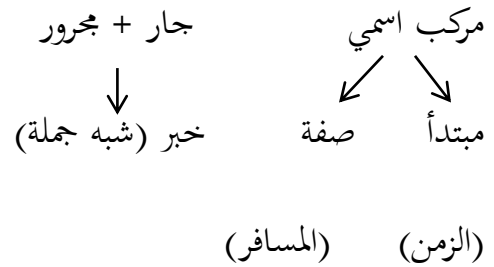 مركب اسمي جار + مجرور
مبتدأ صفة خبر (شبه جملة)
(الزمن) (المسافر)